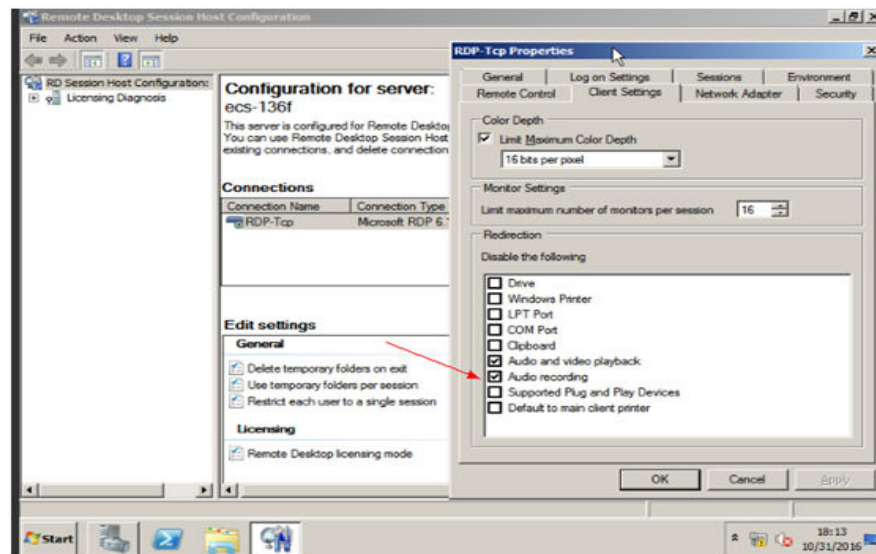 Remote Desktop Session Host Configuration
File Action View Help
RD Session Host Configuration:
Licensing Diagnosis
Configuration for server:
ecs-136f
This server is configured for Remote Deskto
You can use Remote Desktop Session Host
existing connections, and delete connection
Connections
Connection Name Connection Type
RDP-Tcp Microsoft RDP 6.
Edit settings
General
Delete temporary folders on exit
Use temporary folders per session
Restrict each user to a single session
Licensing
Remote Desktop licensing mode
RDP-Tcp Properties
General Log on Settings Sessions Environment
Remote Control Client Settings Network Adapter Security
Color Depth
Limit Maximum Color Depth
16 bits per pixel
Monitor Settings
Limit maximum number of monitors per session 16
Redirection
Disable the following
Drive
Windows Printer
LPT Port
COM Port
Clipboard
Audio and video playback
Audio recording
Supported Plug and Play Devices
Default to main client printer
OK Cancel Apply
Start
18:13
10/31/2016